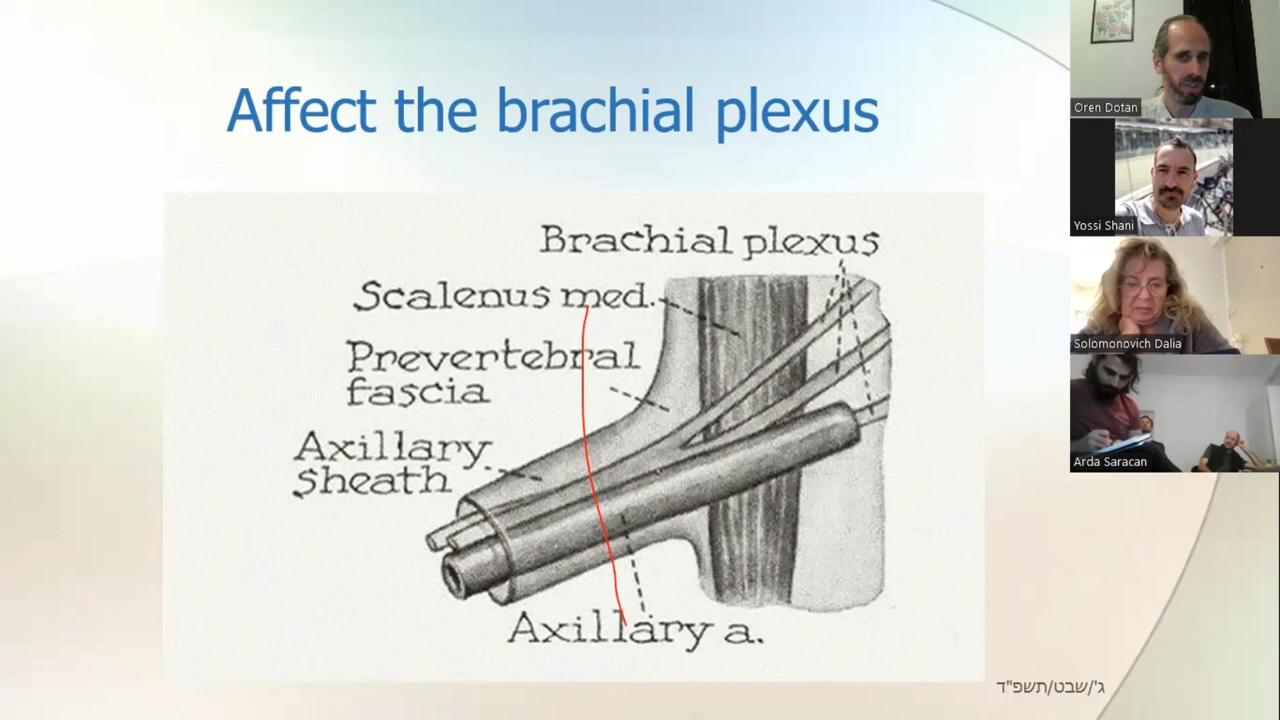 Affect the brachial plexus
Brachial plexus
Scalenus med.
Prevertebral
fascia
Axillary
sheath
Axillary a.
ג'/שבט/תשפ"ד
Oren Dotan
Yossi Shani
Solomonovich Dalia
Arda Saracan